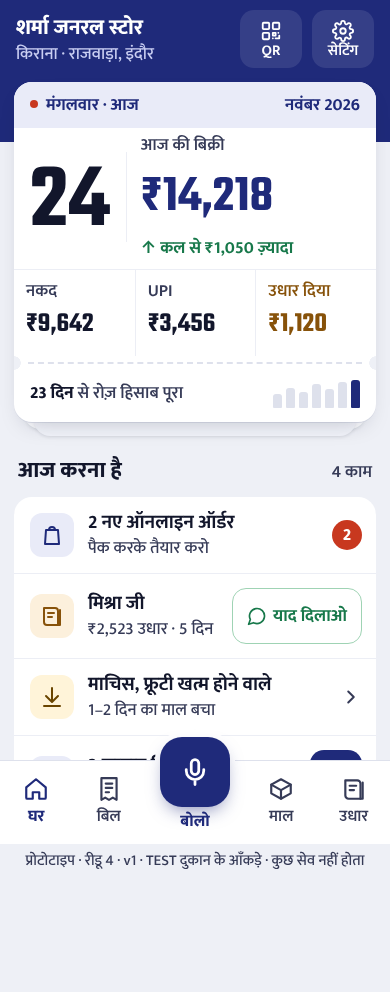 शर्मा जनरल स्टोर
किराना · राजवाड़ा, इंदौर
QR
सेटिंग
मंगलवार · आज
नवंबर 2026
24
आज की बिक्री
₹14,218
↑ कल से ₹1,050 ज़्यादा
नकद
₹9,642
UPI
₹3,456
उधार दिया
₹1,120
23 दिन से रोज़ हिसाब पूरा
आज करना है
4 काम
2 नए ऑनलाइन ऑर्डर
पैक करके तैयार करो
2
मिश्रा जी
₹2,523 उधार · 5 दिन
याद दिलाओ
माचिस, फ्रूटी खत्म होने वाले
1–2 दिन का माल बचा
घर
बिल
बोलो
माल
उधार
प्रोटोटाइप · रीडू 4 · v1 · TEST दुकान के आँकड़े · कुछ सेव नहीं होता